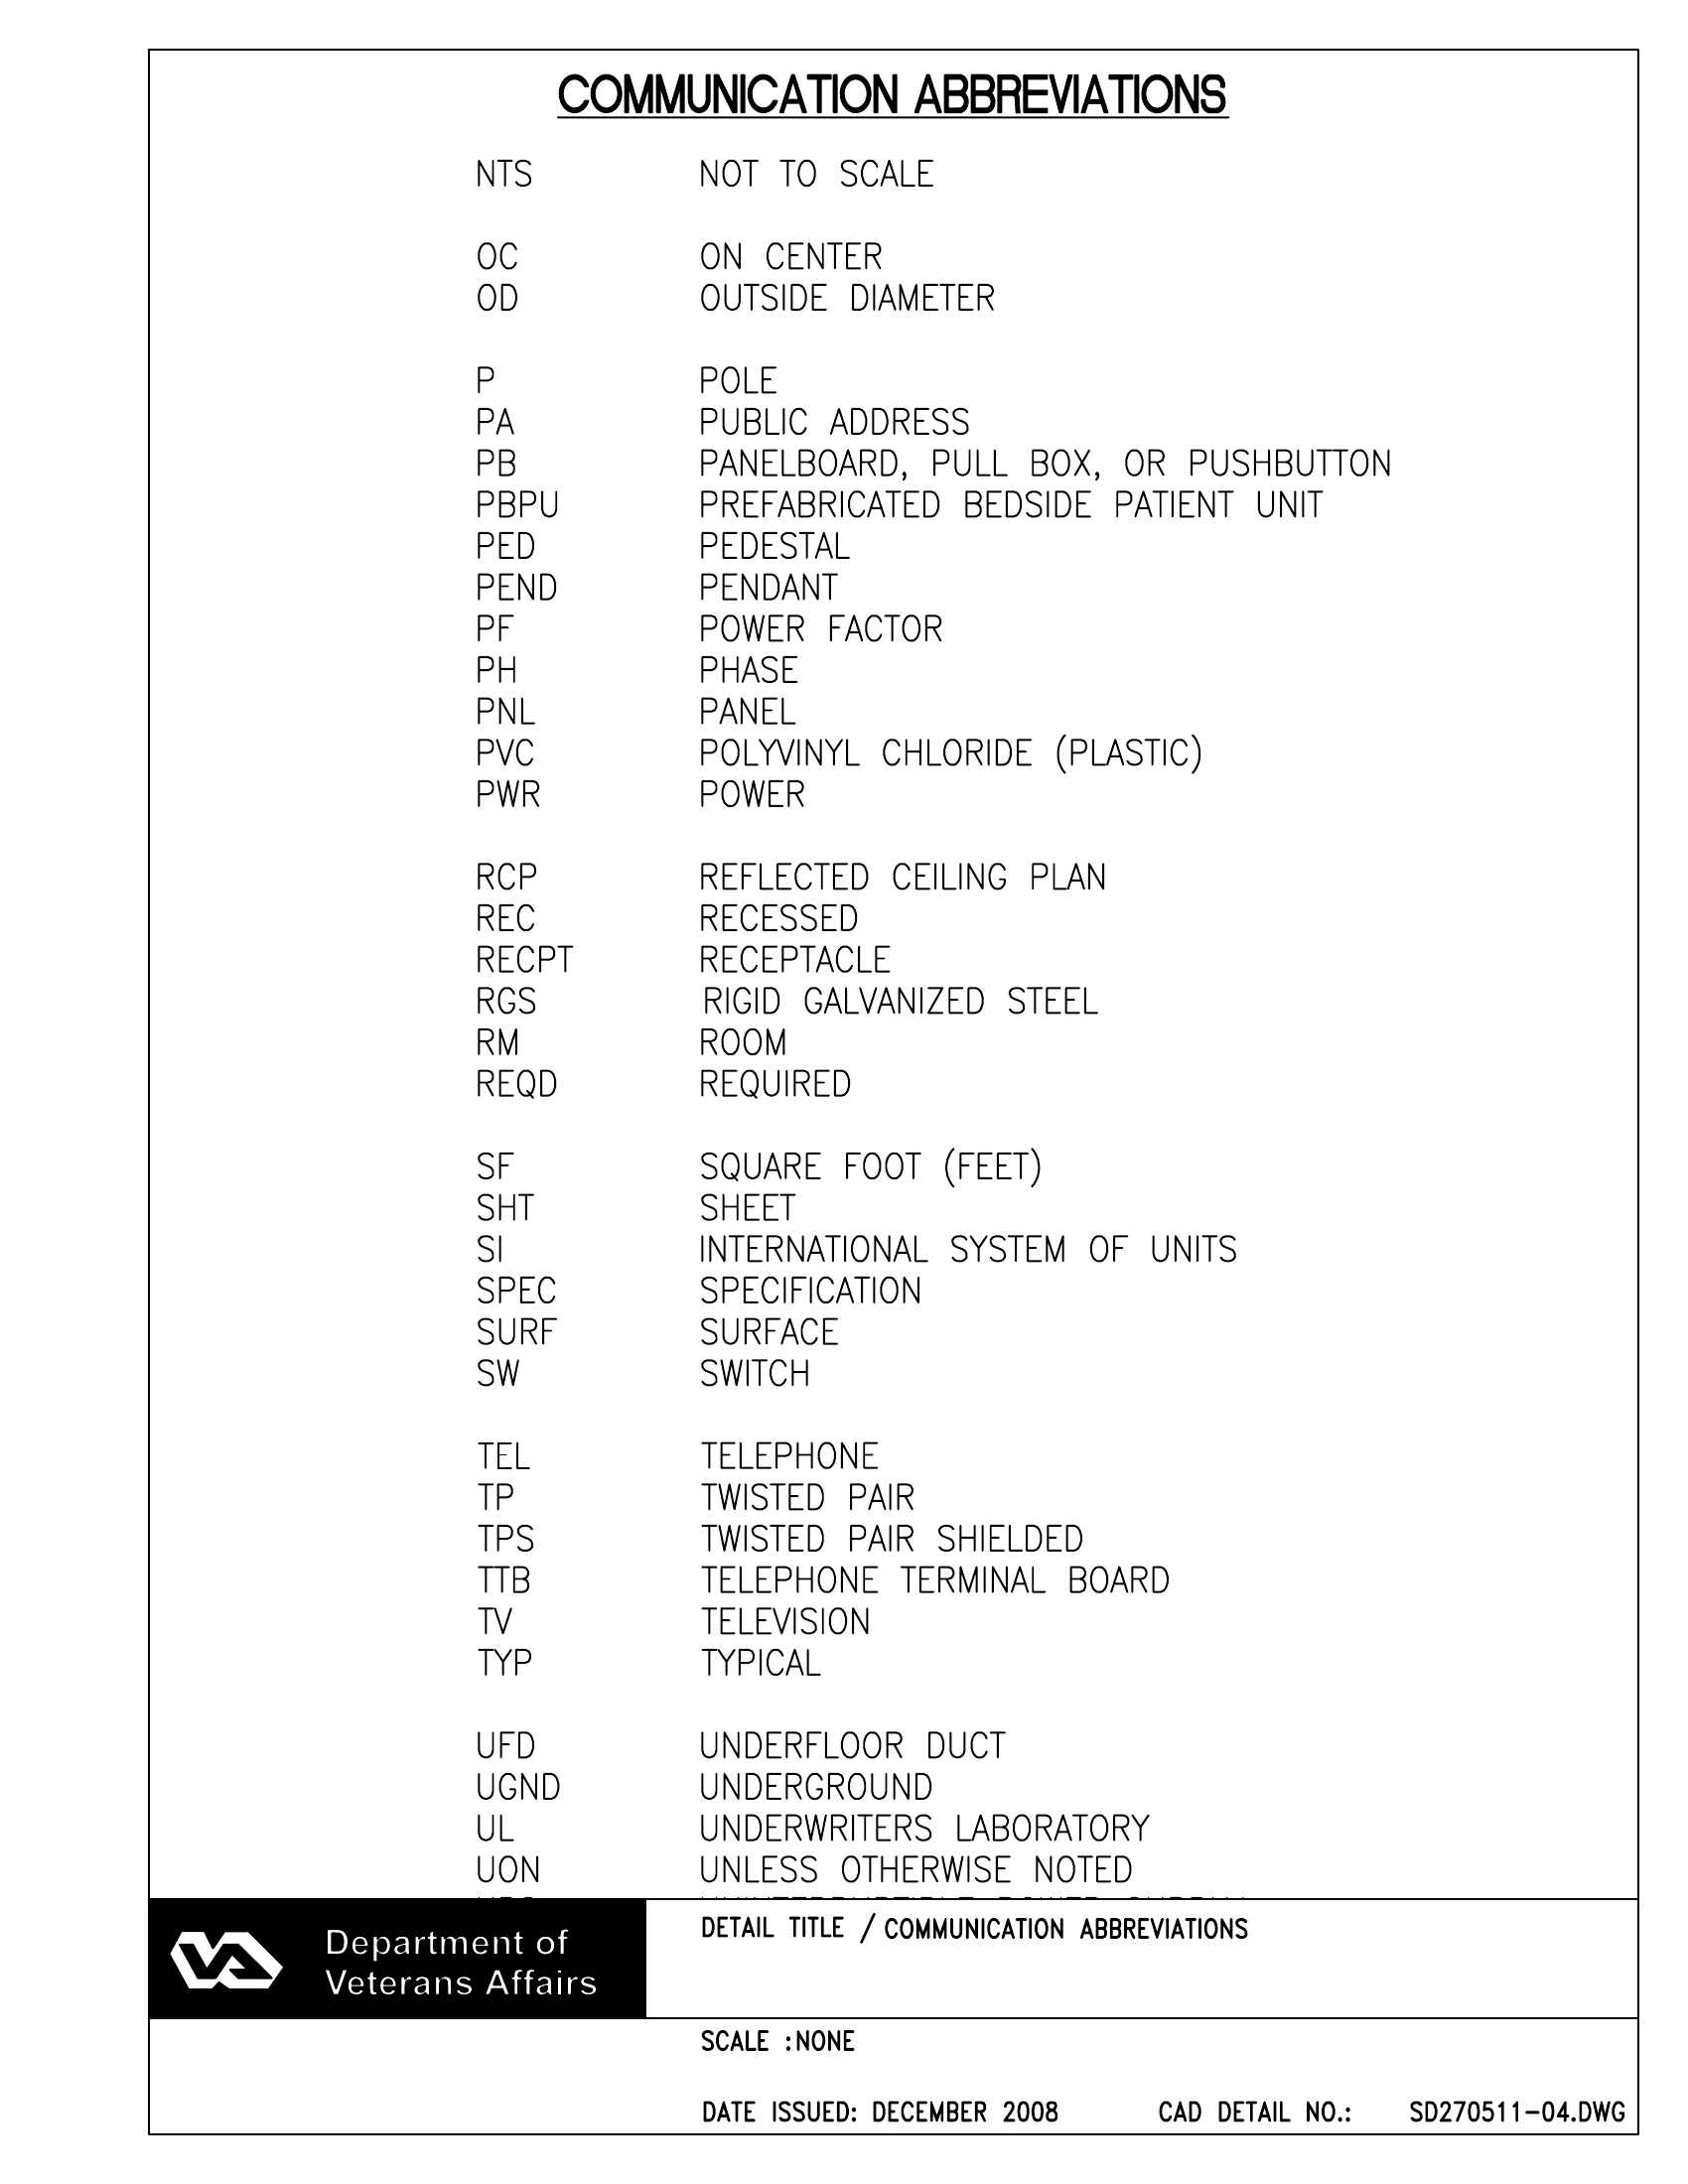 COMMUNICATION ABBREVIATIONS
NTS NOT TO SCALE
OC ON CENTER
OD OUTSIDE DIAMETER
P POLE
PA PUBLIC ADDRESS
PB PANELBOARD, PULL BOX, OR PUSHBUTTON
PBPU PREFABRICATED BEDSIDE PATIENT UNIT
PED PEDESTAL
PEND PENDANT
PF POWER FACTOR
PH PHASE
PNL PANEL
PVC POLYVINYL CHLORIDE (PLASTIC)
PWR POWER
RCP REFLECTED CEILING PLAN
REC RECESSED
RECPT RECEPTACLE
RGS RIGID GALVANIZED STEEL
RM ROOM
REQD REQUIRED
SF SQUARE FOOT (FEET)
SHT SHEET
SI INTERNATIONAL SYSTEM OF UNITS
SPEC SPECIFICATION
SURF SURFACE
SW SWITCH
TEL TELEPHONE
TP TWISTED PAIR
TPS TWISTED PAIR SHIELDED
TTB TELEPHONE TERMINAL BOARD
TV TELEVISION
TYP TYPICAL
UFD UNDERFLOOR DUCT
UGND UNDERGROUND
UL UNDERWRITERS LABORATORY
UON UNLESS OTHERWISE NOTED
Department of
Veterans Affairs
DETAIL TITLE / COMMUNICATION ABBREVIATIONS
SCALE :NONE
DATE ISSUED: DECEMBER 2008 CAD DETAIL NO.: SD270511-04.DWG